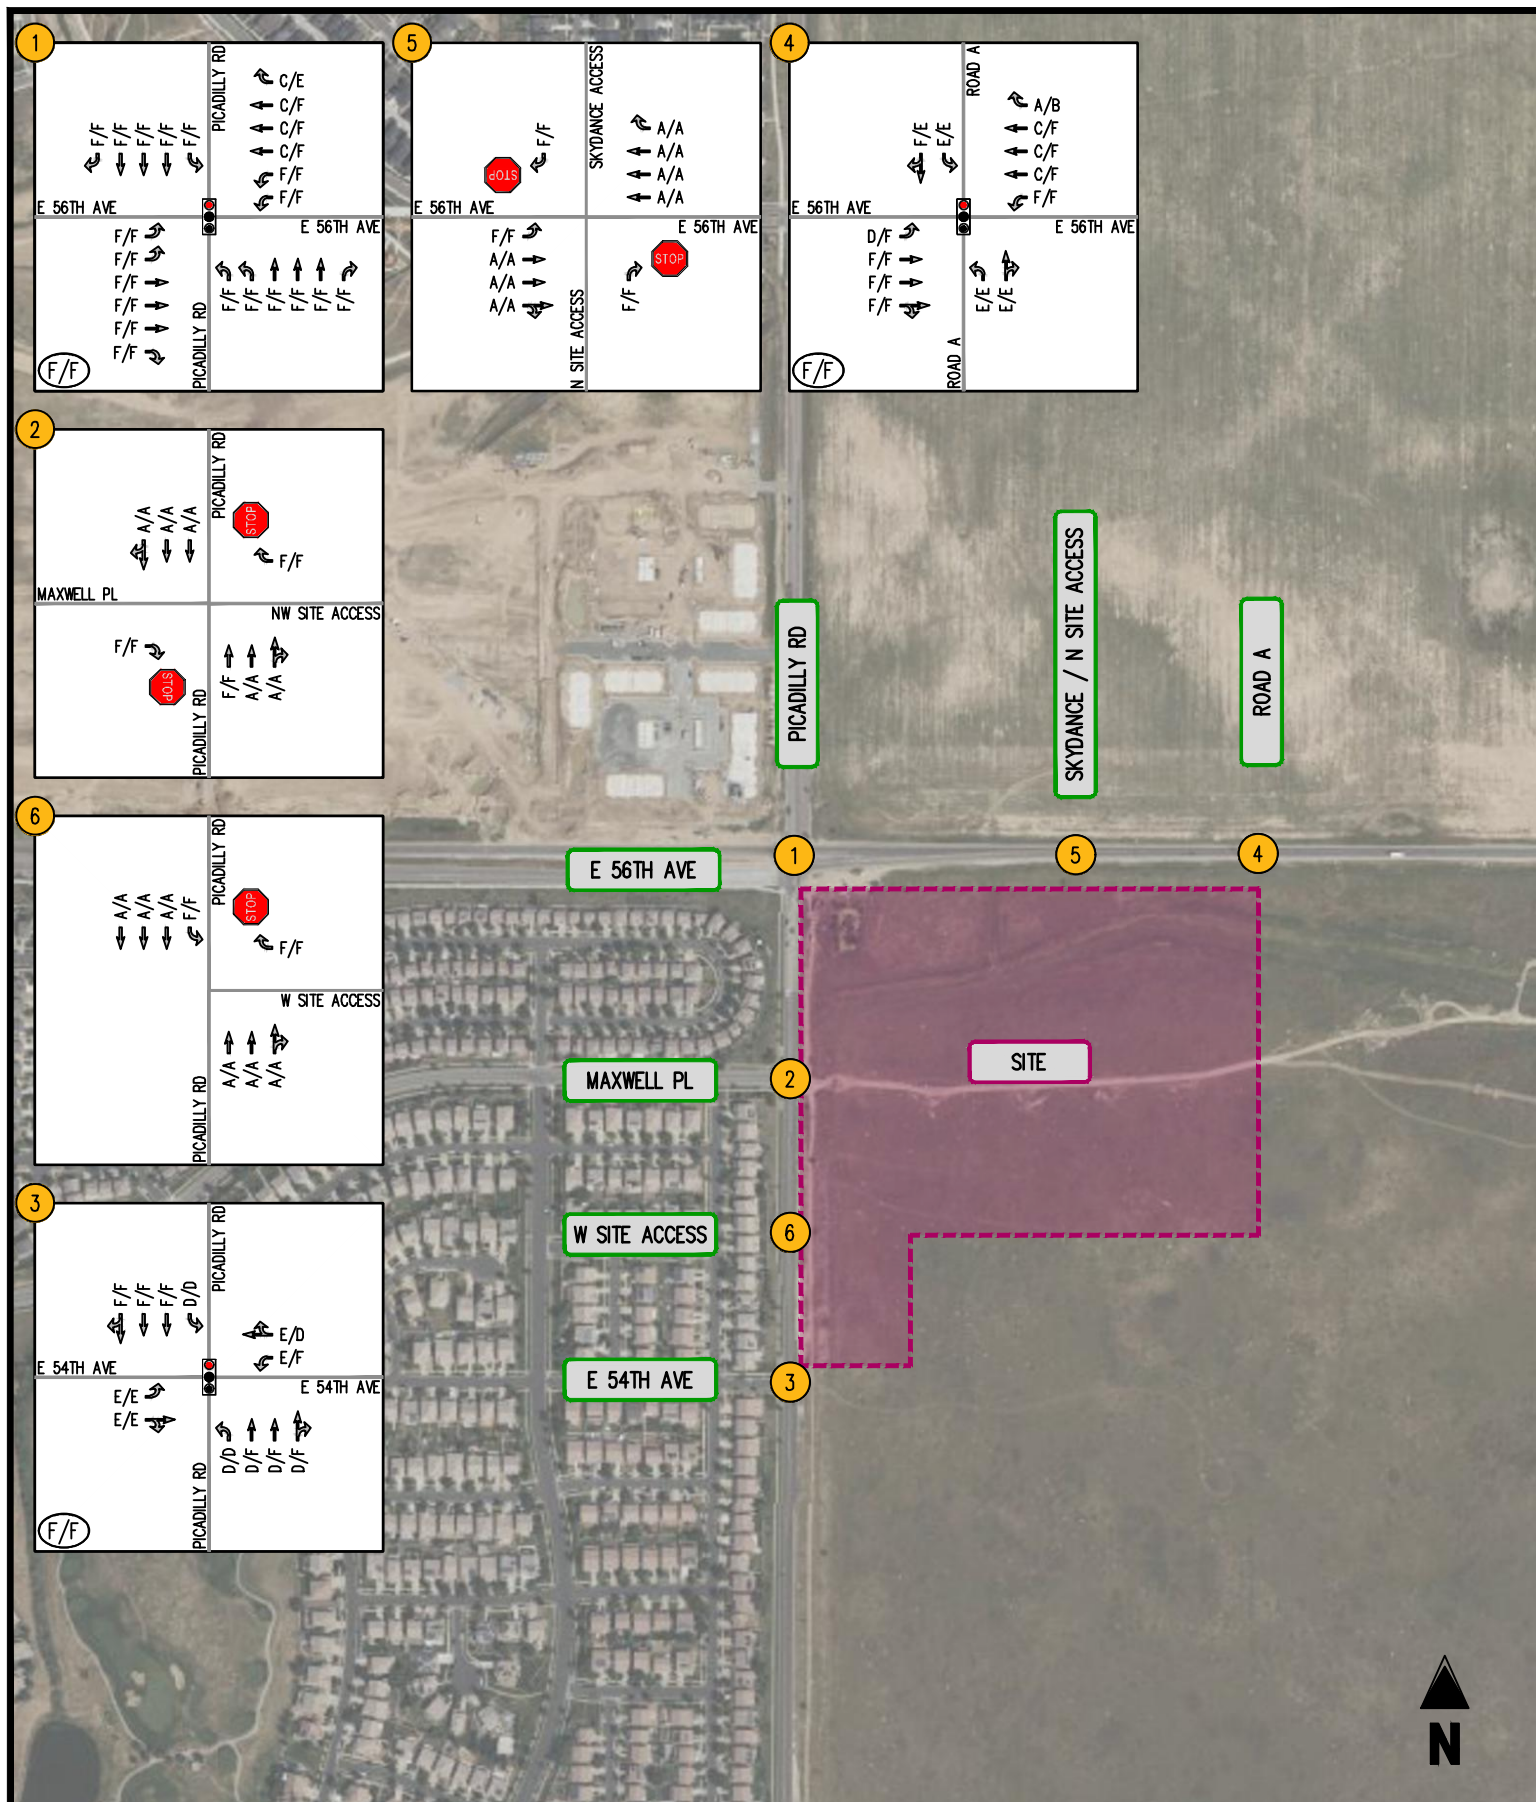 1
PICADILLY RD
C/E
C/F
C/F
C/F
F/F
F/F
F/F
F/F
F/F
F/F
F/F
E 56TH AVE
E 56TH AVE
F/F
F/F
F/F
F/F
F/F
F/F
F/F
F/F
F/F
F/F
F/F
F/F
PICADILLY RD
F/F
5
SKYDANCE ACCESS
F/F
STOP
A/A
A/A
A/A
A/A
E 56TH AVE
E 56TH AVE
F/F
A/A
A/A
A/A
F/F
STOP
N SITE ACCESS
4
ROAD A
F/E
E/E
A/B
C/F
C/F
C/F
F/F
E 56TH AVE
E 56TH AVE
D/F
F/F
F/F
F/F
E/E
E/E
ROAD A
F/F
2
PICADILLY RD
A/A
A/A
A/A
STOP
F/F
MAXWELL PL
NW SITE ACCESS
F/F
STOP
F/F
A/A
A/A
PICADILLY RD
6
PICADILLY RD
A/A
A/A
A/A
F/F
STOP
F/F
W SITE ACCESS
A/A
A/A
A/A
PICADILLY RD
3
PICADILLY RD
F/F
F/F
F/F
D/D
E/D
E/F
E 54TH AVE
E 54TH AVE
E/E
E/E
D/D
D/F
D/F
D/F
PICADILLY RD
F/F
PICADILLY RD
SKYDANCE / N SITE ACCESS
ROAD A
E 56TH AVE
1
5
4
SITE
MAXWELL PL
2
W SITE ACCESS
6
E 54TH AVE
3
N